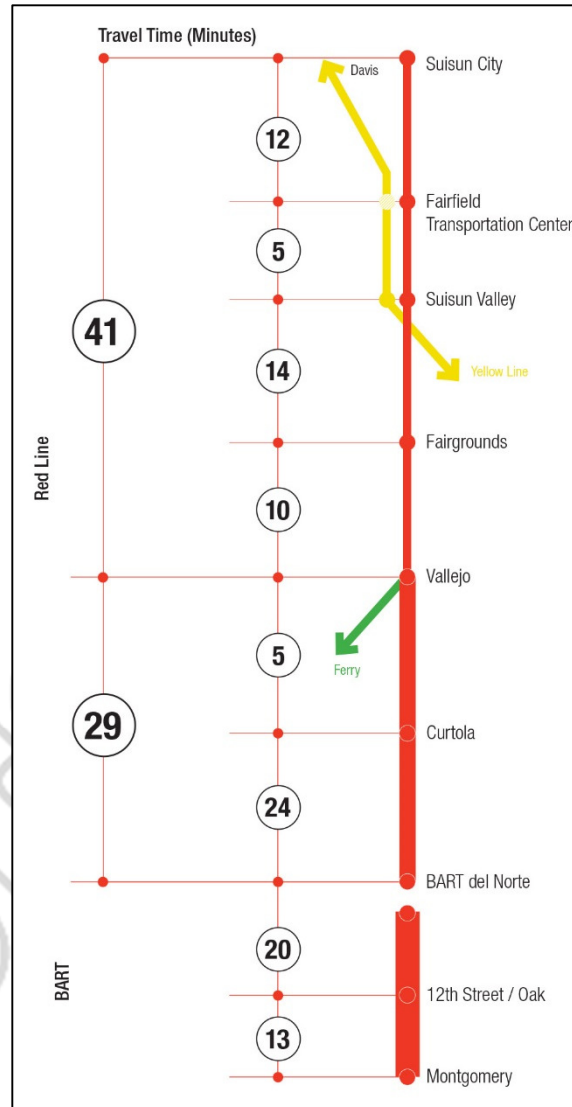 Travel Time (Minutes)
Davis
Suisun City
12
Fairfield
Transportation Center
5
Suisun Valley
41
14
Yellow Line
Fairgrounds
Red Line
10
Vallejo
5
Ferry
29
Curtola
24
BART del Norte
20
BART
12th Street / Oak
13
Montgomery